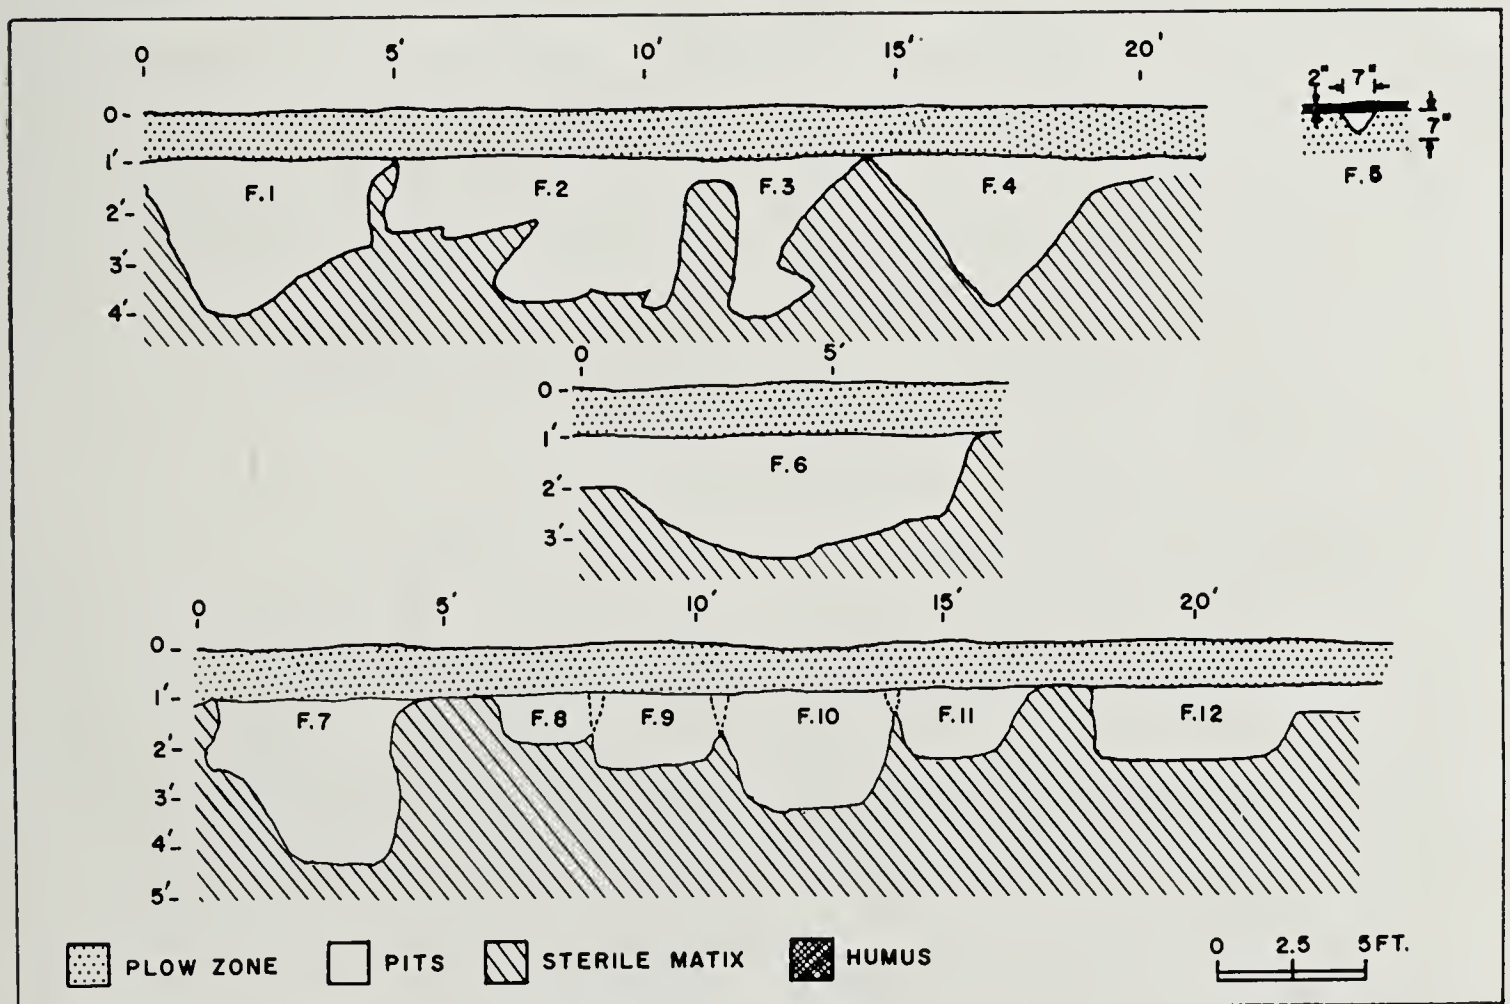 0 5' 10' 15' 20'
2" 7"
0-
7"
1'-
F.1 F.2 F.3 F.4 F.5
2'-
3'-
4'-
0 5'
0-
1'-
F.6
2'-
3'-
0 5' 10' 15' 20'
0-
1'-
F.7 F.8 F.9 F.10 F.11 F.12
2'-
3'-
4'-
5'-
PLOW ZONE PITS STERILE MATIX HUMUS
0 2.5 5FT.